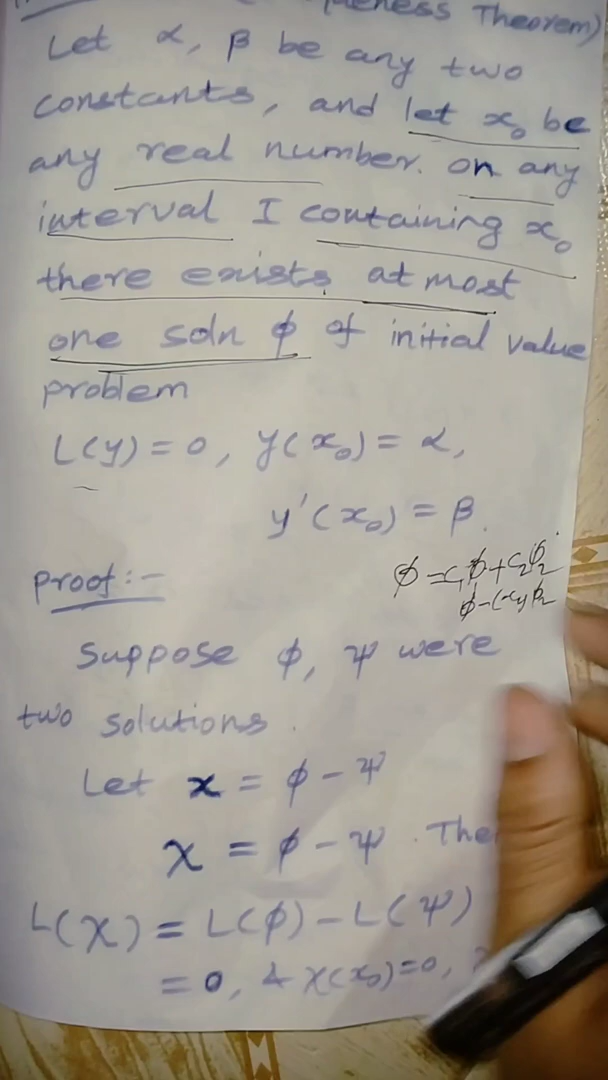 Theorem)
Let α, β be any two
constants, and let x₀ be
any real number. on any
interval I containing x₀
there exists at most
one soln ϕ of initial value
problem
L(y) = 0, y(x₀) = α,
y'(x₀) = β.
Proof:-
ϕ = c₁ϕ₁ + c₂ϕ₂
Suppose ϕ, ψ were
two solutions.
Let x = ϕ - ψ
χ = ϕ - ψ. The
L(χ) = L(ϕ) - L(ψ)
= 0, & χ(x₀) = 0,